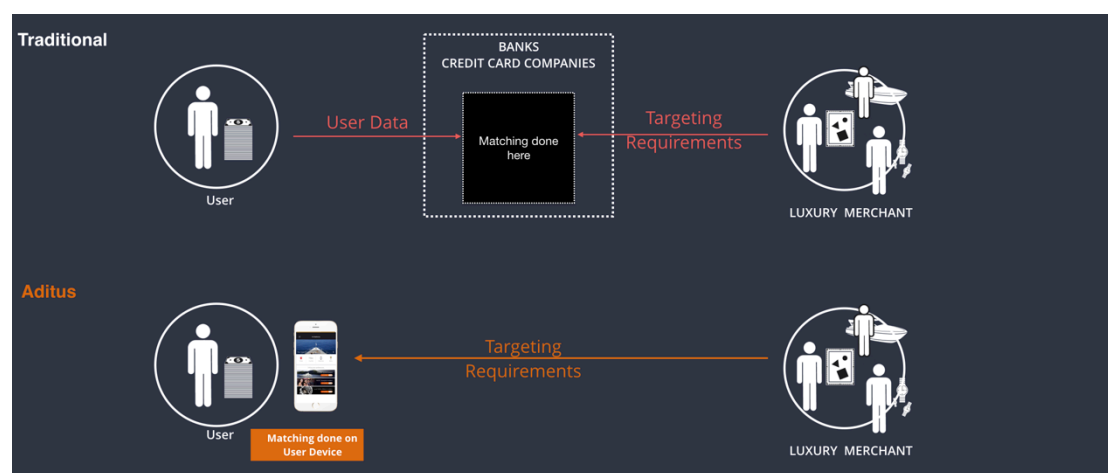 Traditional
BANKS
CREDIT CARD COMPANIES
User Data
Matching done
here
Targeting
Requirements
User
LUXURY MERCHANT
Aditus
Targeting
Requirements
User
Matching done on
User Device
LUXURY MERCHANT